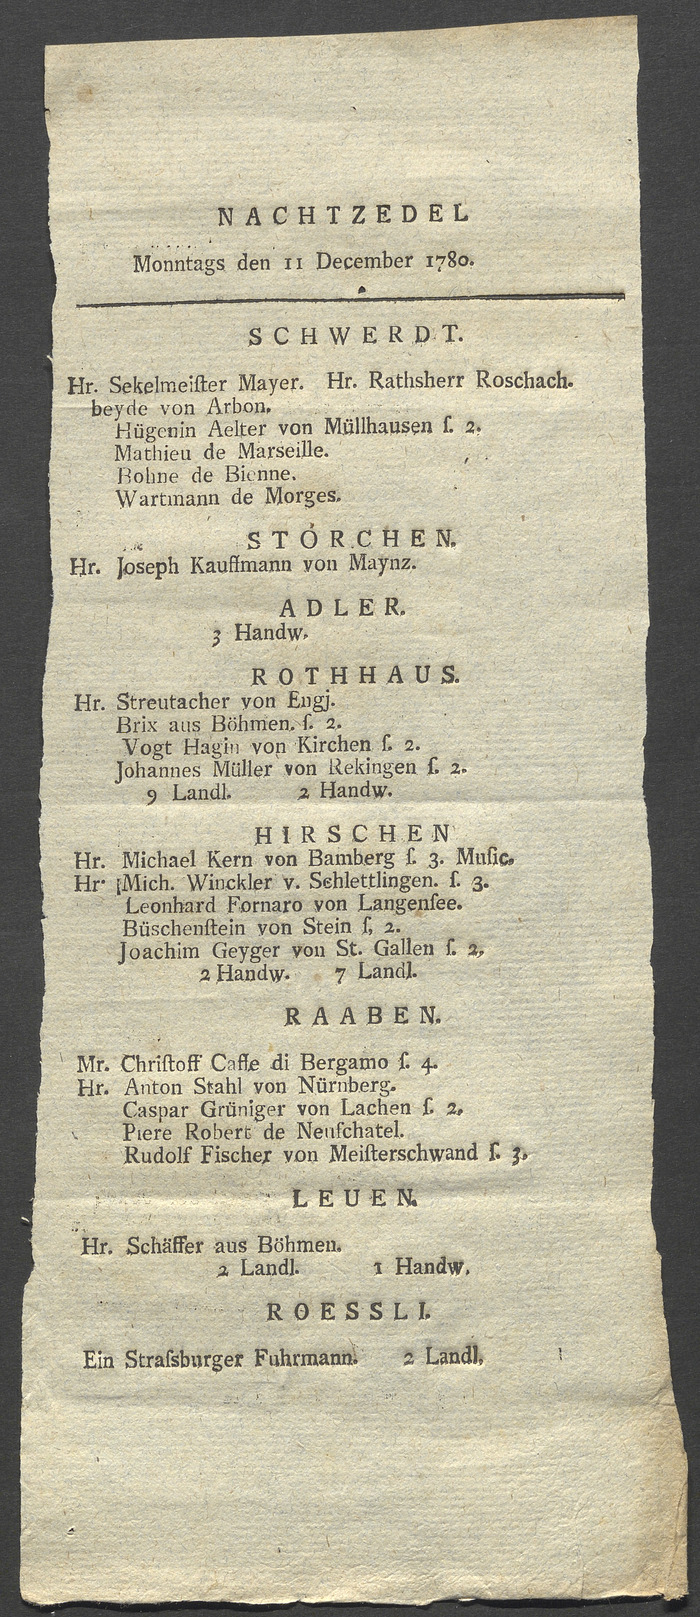 NACHTZEDEL
Monntags den 11 December 1780.
SCHWERDT.
Hr. Sekelmeiſter Mayer. Hr. Rathsherr Roschach.
beyde von Arbon.
Hügenin Aelter von Müllhausen ſ. 2.
Mathieu de Marseille.
Bohne de Bienne.
Wartmann de Morges.
STORCHEN.
Hr. Joseph Kauffmann von Maynz.
ADLER.
3 Handw.
ROTHHAUS.
Hr. Streutacher von Engj.
Brix aus Böhmen. ſ. 2.
Vogt Hagin von Kirchen ſ. 2.
Johannes Müller von Rekingen ſ. 2.
9 Landl. 2 Handw.
HIRSCHEN
Hr. Michael Kern von Bamberg ſ. 3. Muſic.
Hr. Mich. Winckler v. Schlettlingen. ſ. 3.
Leonhard Fornaro von Langenſee.
Büschenſtein von Stein ſ, 2.
Joachim Geyger von St. Gallen ſ. 2,
2 Handw. 7 Landl.
RAABEN.
Mr. Chriſtoff Caſſe di Bergamo ſ. 4.
Hr. Anton Stahl von Nürnberg.
Caspar Grüniger von Lachen ſ. 2,
Piere Robert de Neuſchatel.
Rudolf Fischer von Meiſterschwand ſ. 3.
LEUEN.
Hr. Schäffer aus Böhmen.
2 Landl. 1 Handw.
ROESSLI.
Ein Straſsburger Fuhrmann. 2 Landl.